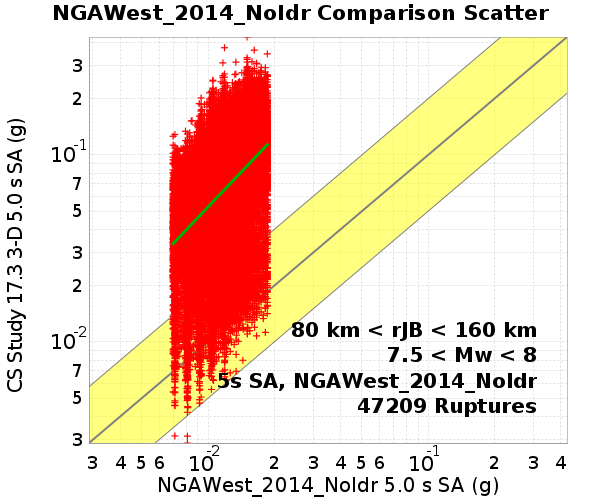 NGAWest_2014_NoIdr Comparison Scatter
CS Study 17.3 3-D 5.0 s SA (g)
3
2
10-1
7
5
3
2
10-2
7
5
3
80 km < rJB < 160 km
7.5 < Mw < 8
5s SA, NGAWest_2014_NoIdr
47209 Ruptures
3 4 5 6 10-2 2 3 4 5 6 10-1 2 3 4
NGAWest_2014_NoIdr 5.0 s SA (g)